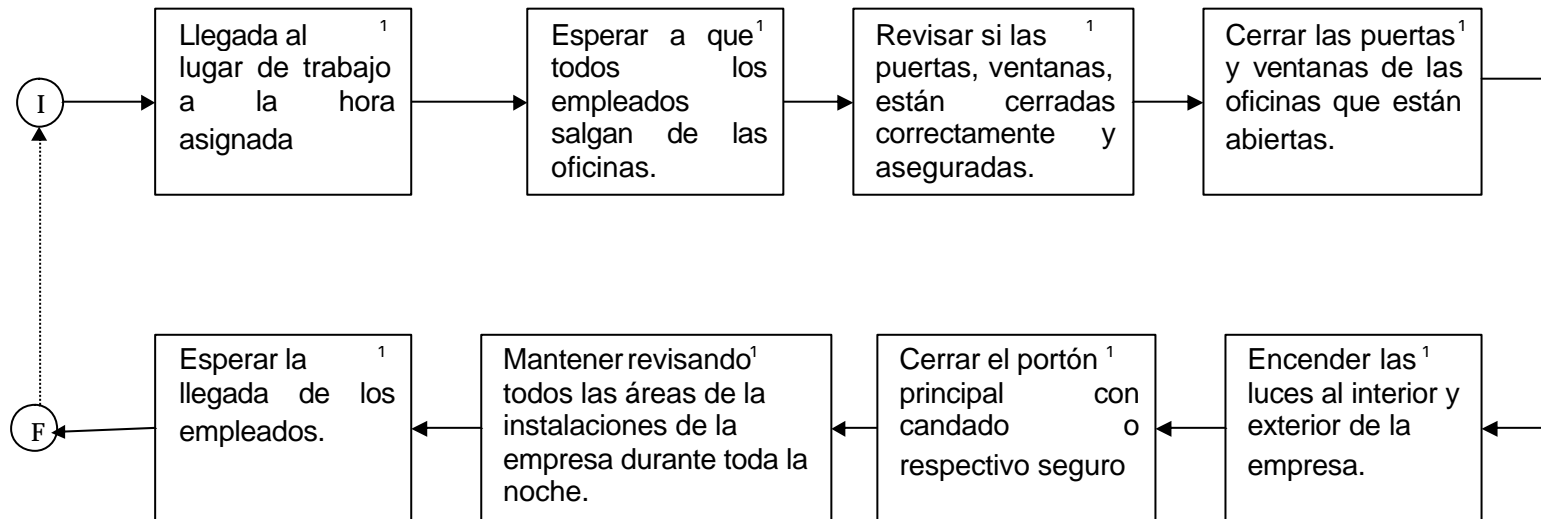 I
Llegada al 1
lugar de trabajo
a la hora
asignada
Esperar a que 1
todos los
empleados
salgan de las
oficinas.
Revisar si las 1
puertas, ventanas,
están cerradas
correctamente y
aseguradas.
Cerrar las puertas 1
y ventanas de las
oficinas que están
abiertas.
Encender las 1
luces al interior y
exterior de la
empresa.
Cerrar el portón 1
principal con
candado o
respectivo seguro
Mantener revisando 1
todos las áreas de la
instalaciones de la
empresa durante toda la
noche.
Esperar la 1
llegada de los
empleados.
F